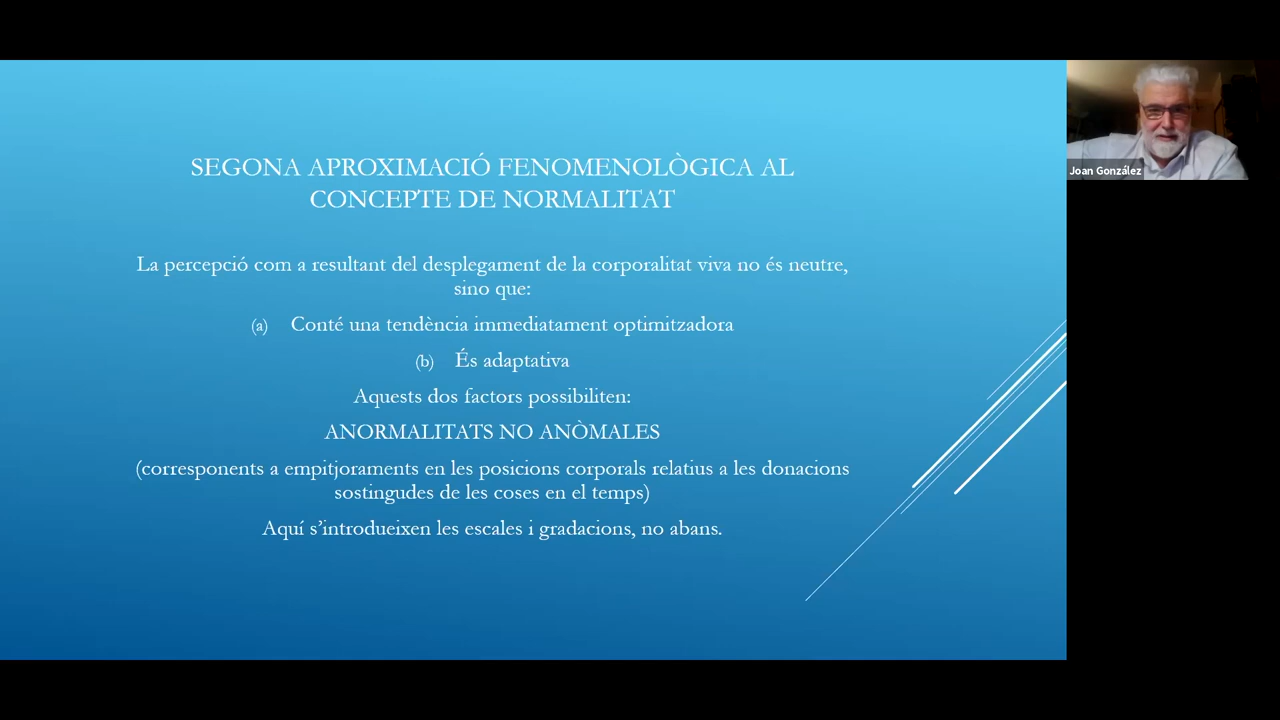 SEGONA APROXIMACIÓ FENOMENOLÒGICA AL
CONCEPTE DE NORMALITAT
La percepció com a resultant del desplegament de la corporalitat viva no és neutre,
sino que:
(a) Conté una tendència immediatament optimitzadora
(b) És adaptativa
Aquests dos factors possibiliten:
ANORMALITATS NO ANÒMALES
(corresponents a empitjoraments en les posicions corporals relatius a les donacions
sostingudes de les coses en el temps)
Aquí s'introdueixen les escales i gradacions, no abans.
Joan González